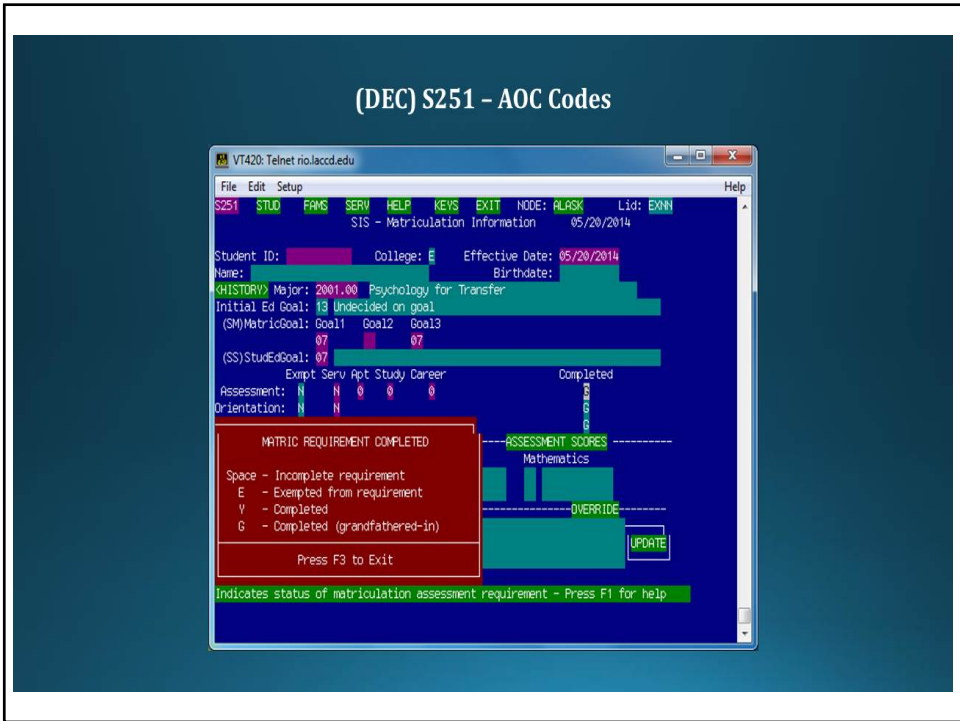 (DEC) S251 – AOC Codes
VT420: Telnet rio.laccd.edu
File Edit Setup Help
S251 STUD FAMS SERV HELP KEYS EXIT NODE: ALASK Lid: EXNN
SIS - Matriculation Information 05/20/2014
Student ID: College: E Effective Date: 05/20/2014
Name: Birthdate:
<HISTORY> Major: 2001.00 Psychology for Transfer
Initial Ed Goal: 13 Undecided on goal
(SM)MatricGoal: Goal1 Goal2 Goal3
07 07
(SS)StudEdGoal: 07
Exmpt Serv Apt Study Career Completed
Assessment: N N 0 0 0 G
Orientation: N N G
G
MATRIC REQUIREMENT COMPLETED ----ASSESSMENT SCORES ----------
Mathematics
Space - Incomplete requirement
E - Exempted from requirement
Y - Completed ---------------OVERRIDE--------
G - Completed (grandfathered-in)
UPDATE
Press F3 to Exit
Indicates status of matriculation assessment requirement - Press F1 for help